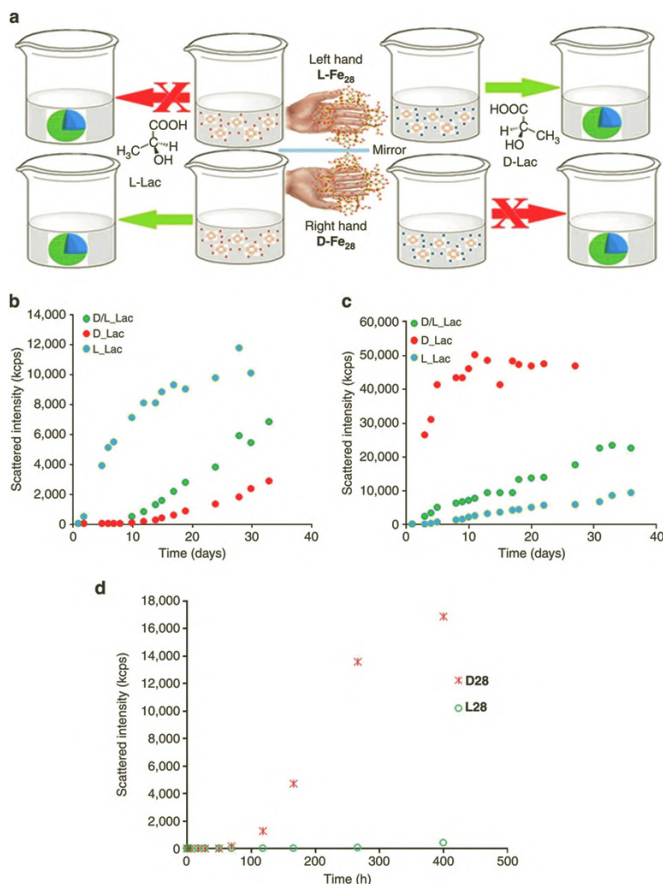 a
Left hand
L-Fe28
HOOC
COOH
H
CH3
HO
D-Lac
H3C
H
OH
L-Lac
Mirror
Right hand
D-Fe28
X
X
b
D/L_Lac
D_Lac
L_Lac
14,000
12,000
10,000
8,000
6,000
4,000
2,000
0
Scattered intensity (kcps)
0
10
20
30
40
Time (days)
c
D/L_Lac
D_Lac
L_Lac
60,000
50,000
40,000
30,000
20,000
10,000
0
Scattered intensity (kcps)
0
10
20
30
40
Time (days)
d
18,000
16,000
14,000
12,000
10,000
8,000
6,000
4,000
2,000
0
Scattered intensity (kcps)
D28
L28
0
100
200
300
400
500
Time (h)